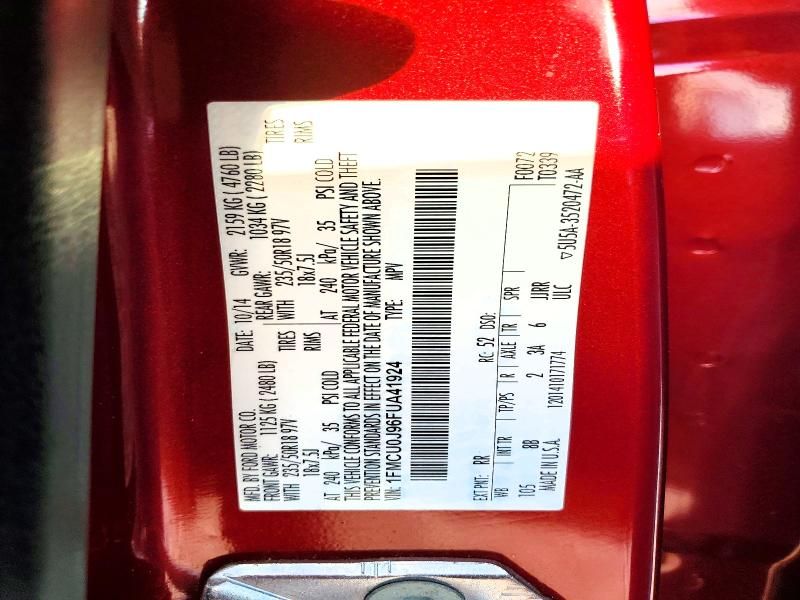 MFD. BY FORD MOTOR CO. DATE: 10/14 GVWR: 2159 KG ( 4760 LB)
FRONT GAWR: 1125 KG ( 2480 LB) REAR GAWR: 1034 KG ( 2280 LB)
WITH 235/50R18 97V TIRES WITH 235/50R18 97V TIRES
18x7.5J RIMS 18x7.5J RIMS
AT 240 kPa/ 35 PSI COLD AT 240 kPa/ 35 PSI COLD
THIS VEHICLE CONFORMS TO ALL APPLICABLE FEDERAL MOTOR VEHICLE SAFETY AND THEFT
PREVENTION STANDARDS IN EFFECT ON THE DATE OF MANUFACTURE SHOWN ABOVE.
VIN: 1FMCU0J96FUA41924 TYPE: MPV
EXT PNT: RR RC: 52 DSO: F0072
WB INT TR TP/PS R AXLE TR SPR T0339
105 8B 2 3A 6 JJRR
MADE IN U.S.A. 1201410171774 ULC
▽5U5A-3520472-AA